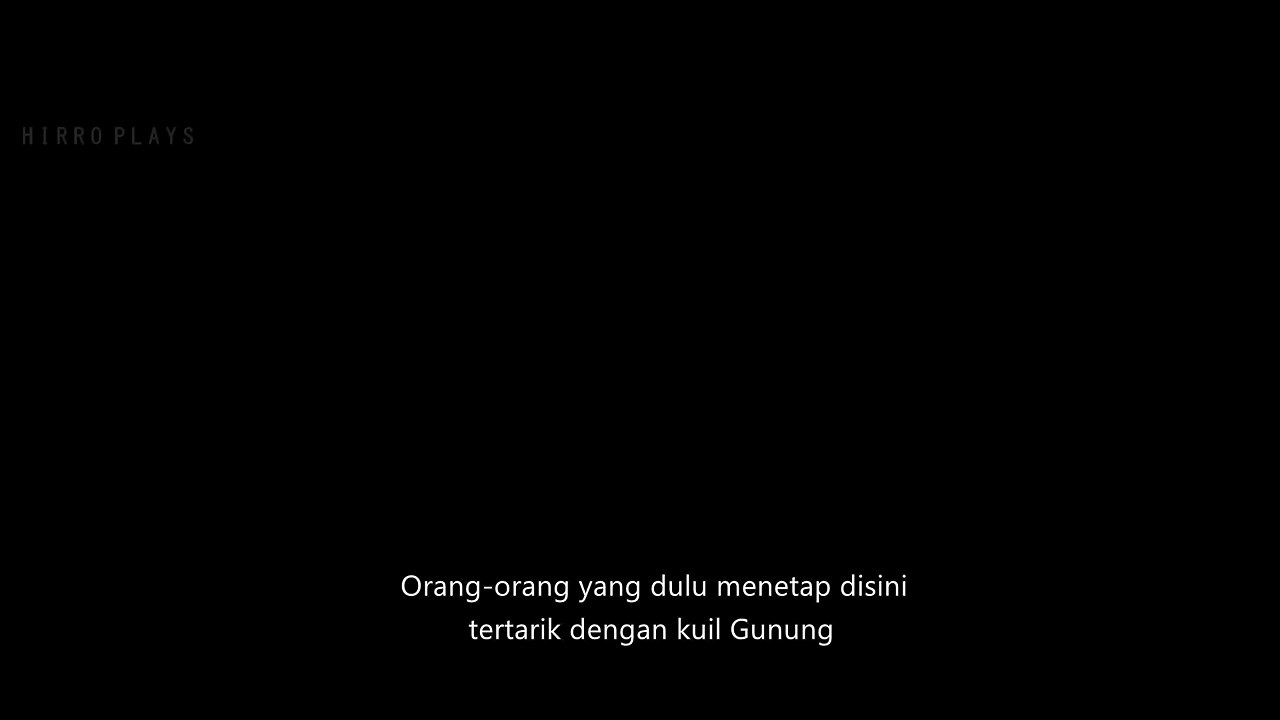 HIRRO PLAYS
Orang-orang yang dulu menetap disini
tertarik dengan kuil Gunung